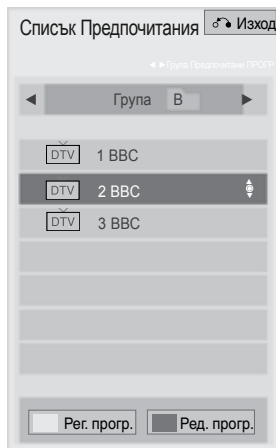 Списък Предпочитания Изход
Група Предпочитани ПРОГР
Група B
DTV 1 BBC
DTV 2 BBC
DTV 3 BBC
Рег. прогр. Ред. прогр.